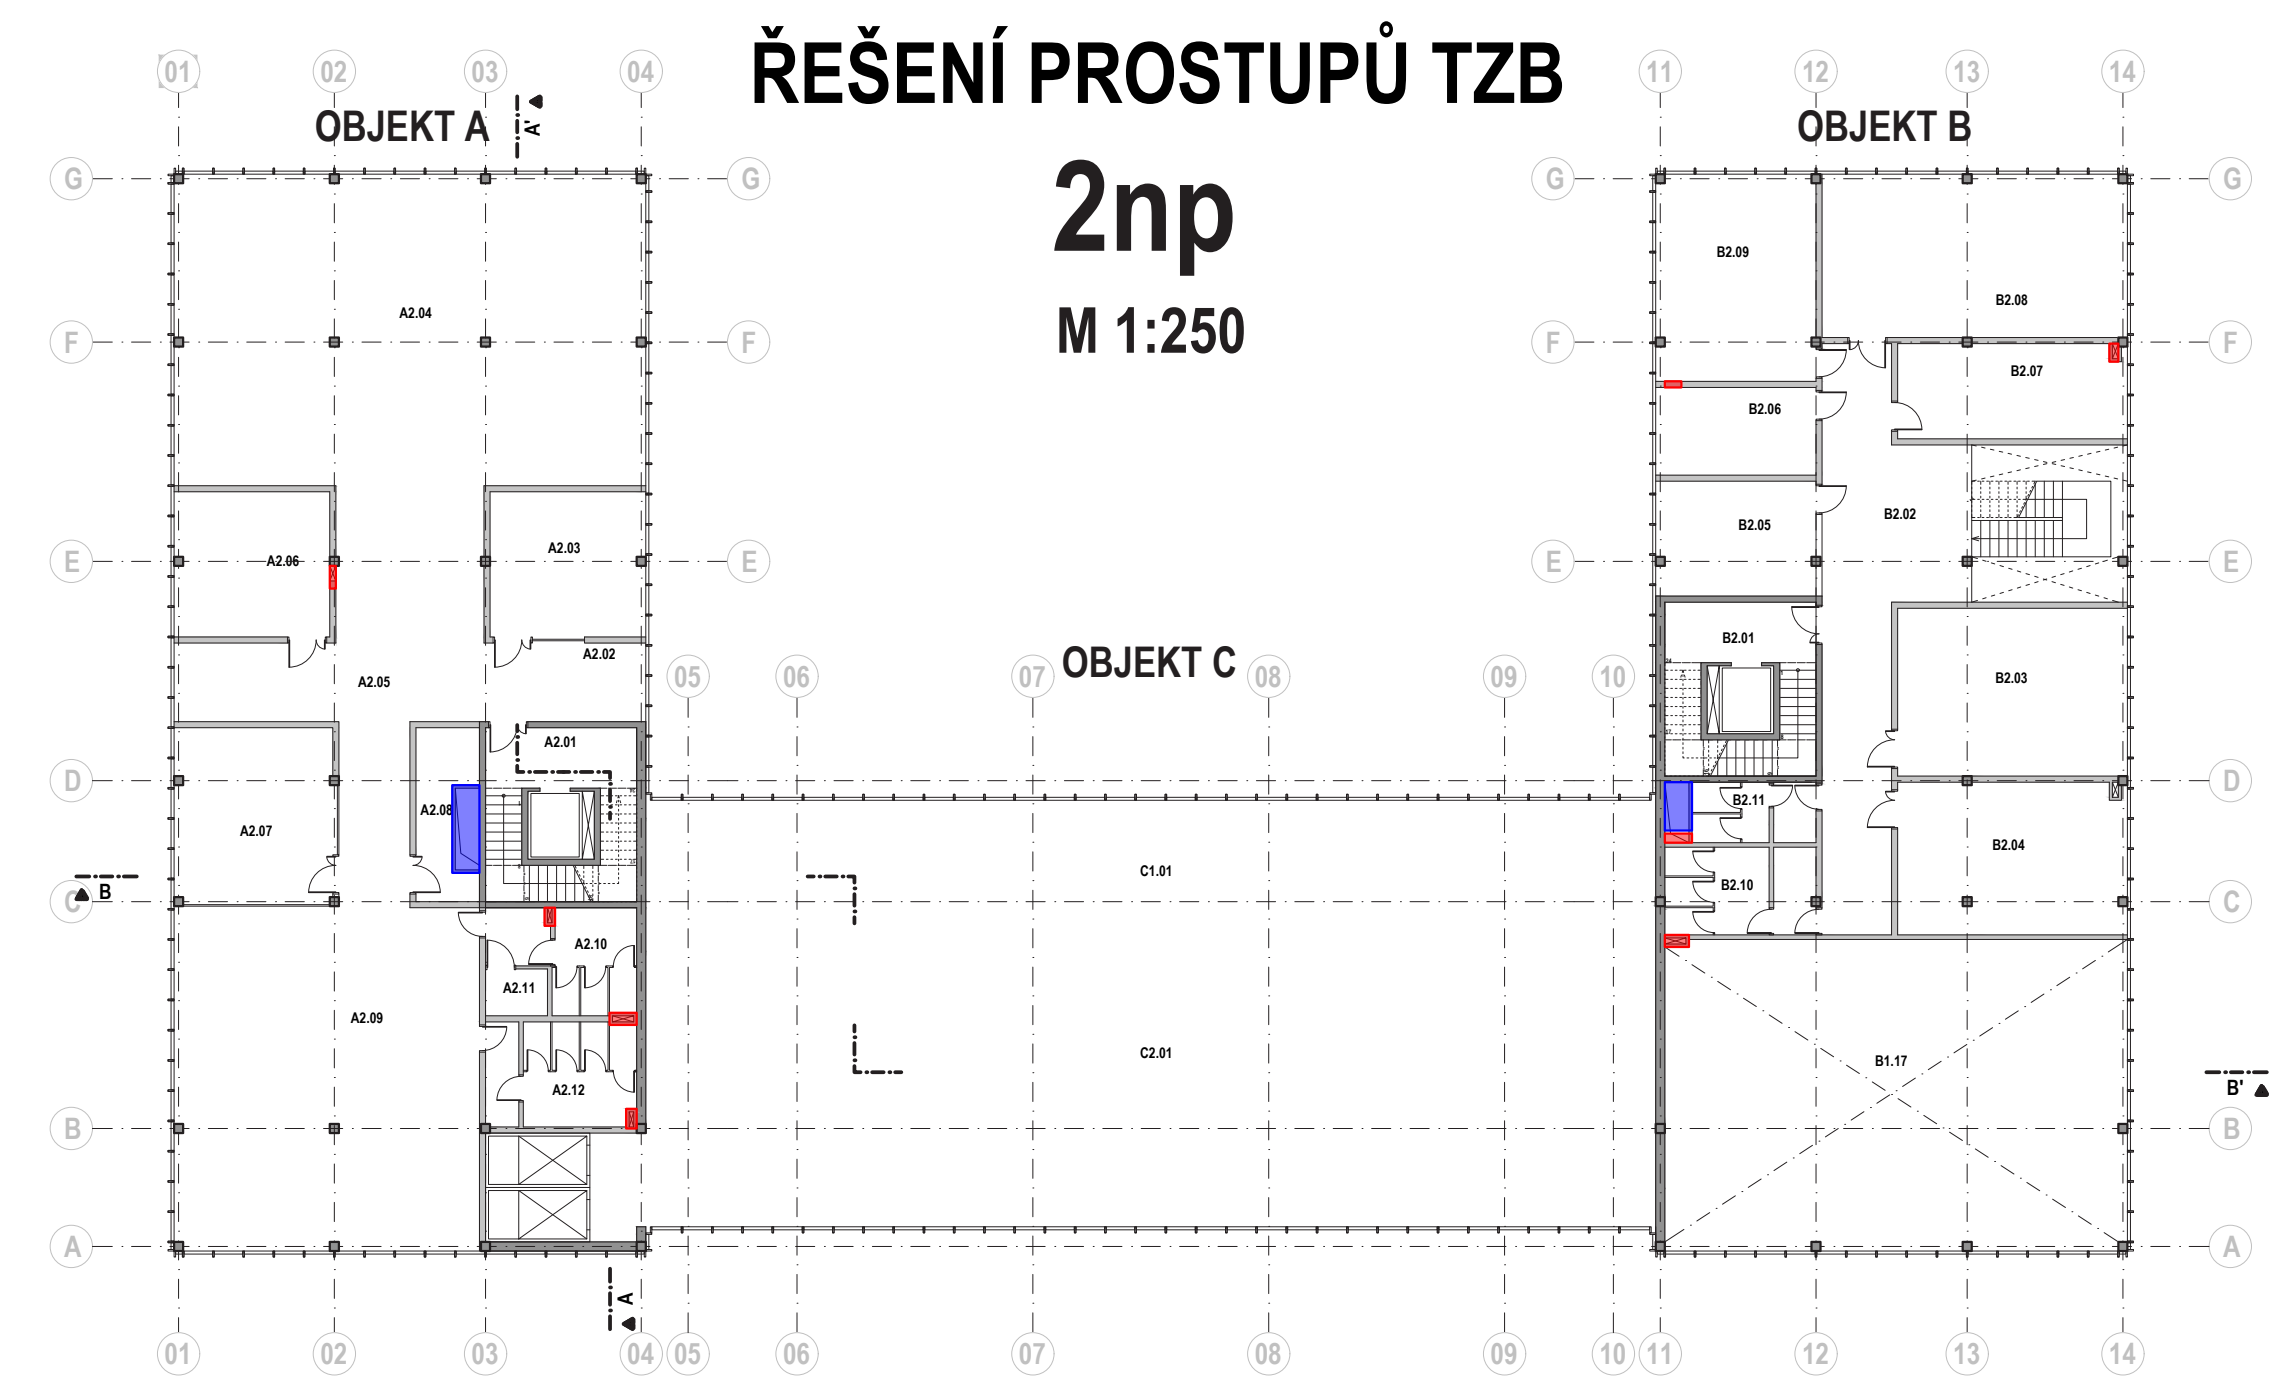 ŘEŠENÍ PROSTUPŮ TZB
01 02 03 04 11 12 13 14
OBJEKT A A' OBJEKT B
2np
M 1:250
G G G G
B2.09
B2.08
A2.04
F F F F
B2.07
B2.06
B2.02
B2.05
A2.03
A2.06
E E E E
B2.01
A2.02
OBJEKT C
05 06 07 08 09 10
A2.05
B2.03
A2.01
D D
B2.11
A2.08
A2.07
B2.04
C1.01
B2.10
B
C C
A2.10
A2.11
A2.09
C2.01
B1.17
A2.12
B'
B B
A A
A
01 02 03 04 05 06 07 08 09 10 11 12 13 14